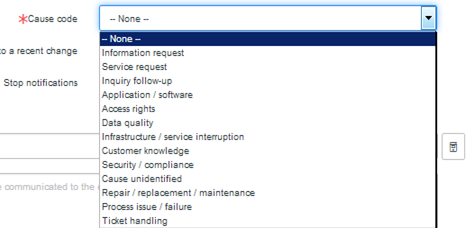 *Cause code
-- None --
-- None --
to a recent change
Information request
Service request
Stop notifications
Inquiry follow-up
Application / software
Access rights
Data quality
Infrastructure / service interruption
Customer knowledge
Security / compliance
communicated to the
Cause unidentified
Repair / replacement / maintenance
Process issue / failure
Ticket handling